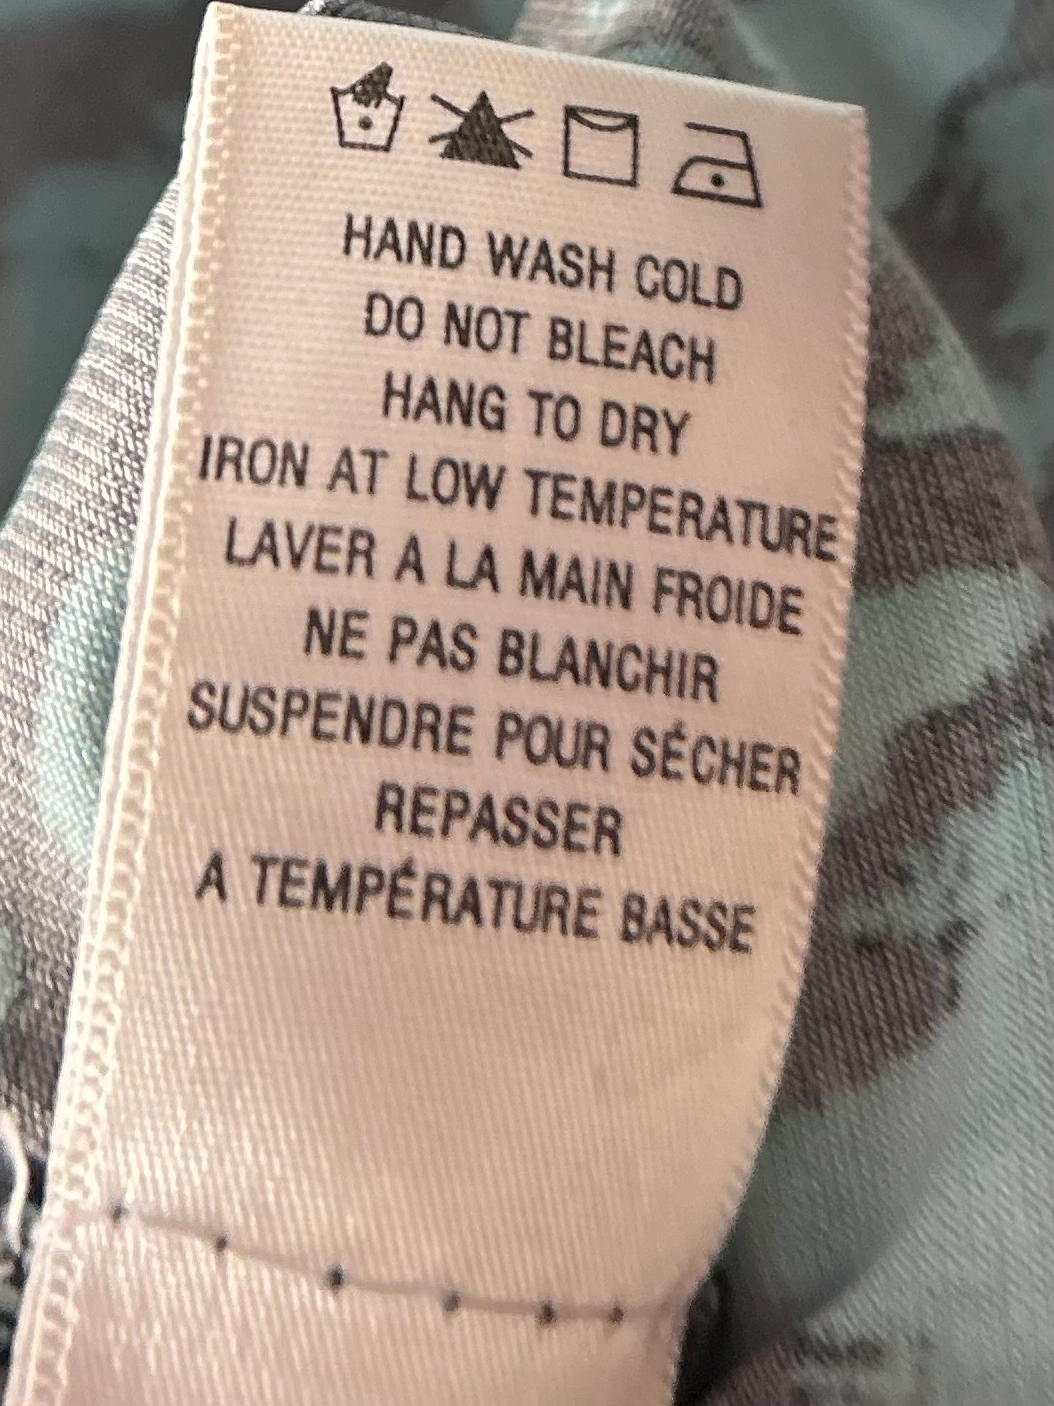 HAND WASH COLD
DO NOT BLEACH
HANG TO DRY
IRON AT LOW TEMPERATURE
LAVER A LA MAIN FROIDE
NE PAS BLANCHIR
SUSPENDRE POUR SÉCHER
REPASSER
A TEMPÉRATURE BASSE